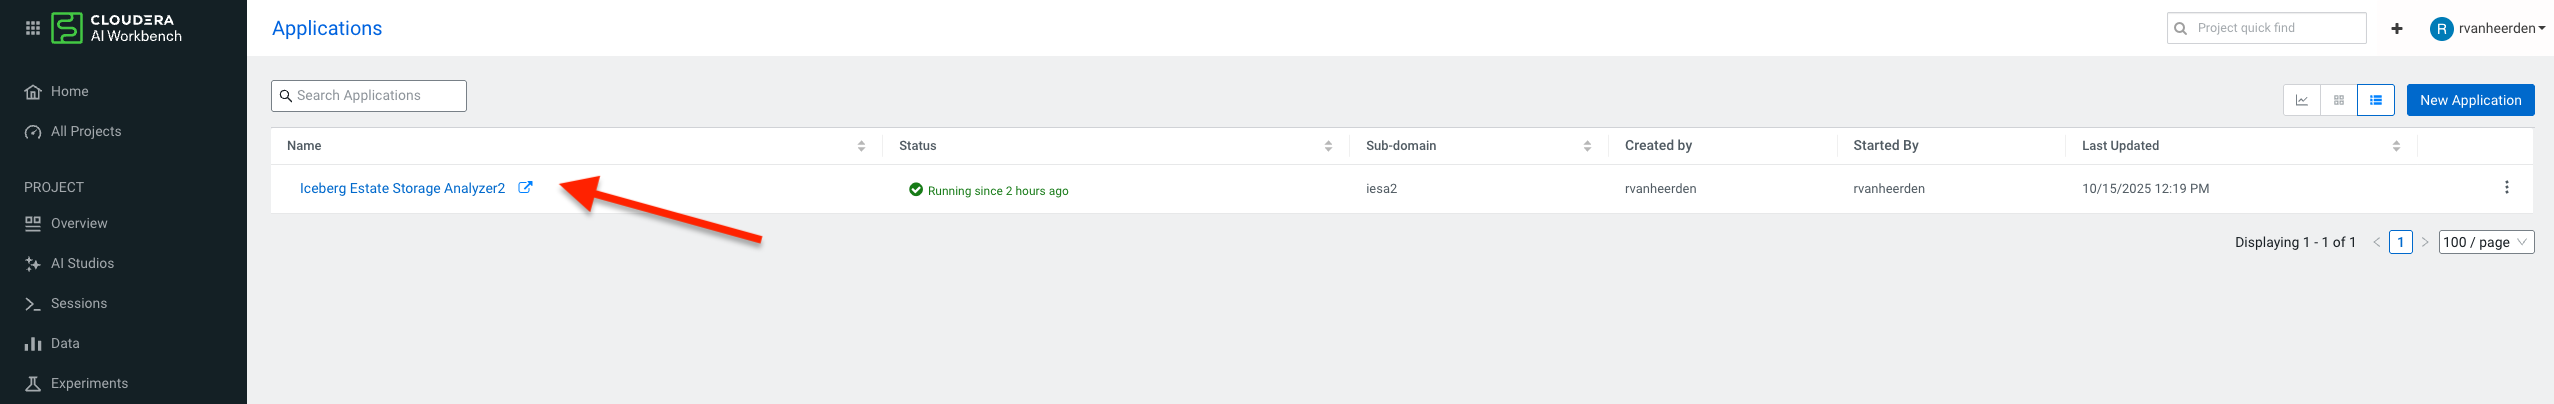 CLOUDERA
AI Workbench
Applications
Project quick find
R rvanheerden
Home
All Projects
PROJECT
Overview
AI Studios
Sessions
Data
Experiments
Search Applications
New Application
Name Status Sub-domain Created by Started By Last Updated
Iceberg Estate Storage Analyzer2 Running since 2 hours ago iesa2 rvanheerden rvanheerden 10/15/2025 12:19 PM
Displaying 1 - 1 of 1 < 1 > 100 / page